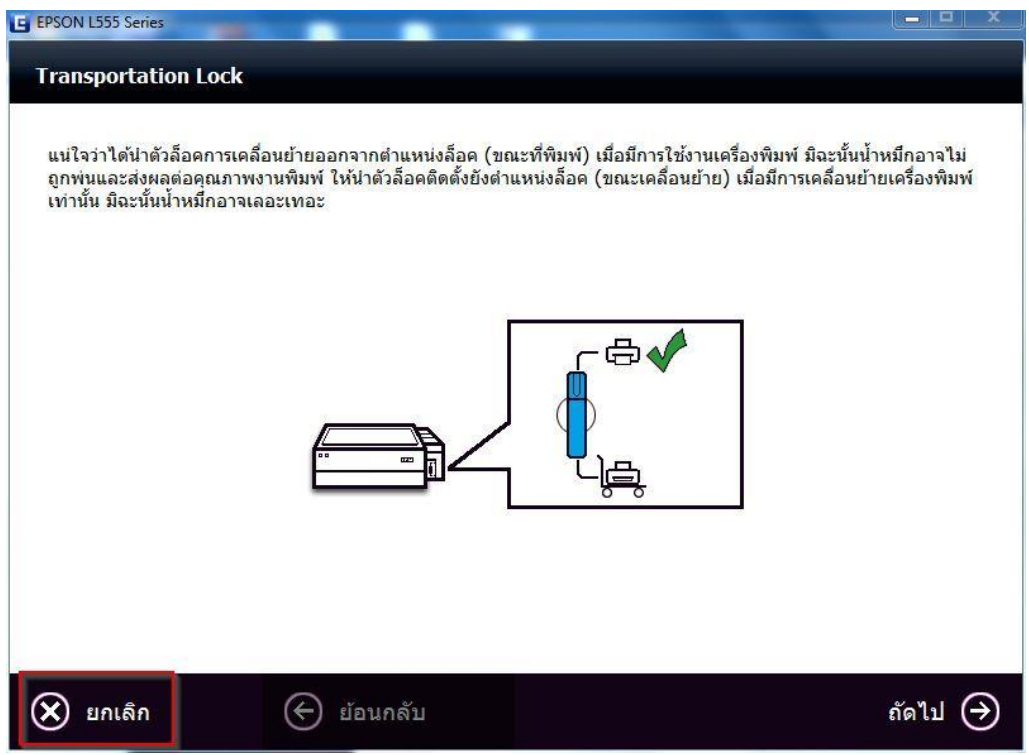 EPSON L555 Series
Transportation Lock
แน่ใจว่าได้นำตัวล็อคการเคลื่อนย้ายออกจากตำแหน่งล็อค (ขณะที่พิมพ์) เมื่อมีการใช้งานเครื่องพิมพ์ มิฉะนั้นน้ำหมึกอาจไม่
ถูกพ่นและส่งผลต่อคุณภาพงานพิมพ์ ให้นำตัวล็อคติดตั้งยังตำแหน่งล็อค (ขณะเคลื่อนย้าย) เมื่อมีการเคลื่อนย้ายเครื่องพิมพ์
เท่านั้น มิฉะนั้นน้ำหมึกอาจเลอะเทอะ
ยกเลิก
ย้อนกลับ
ถัดไป